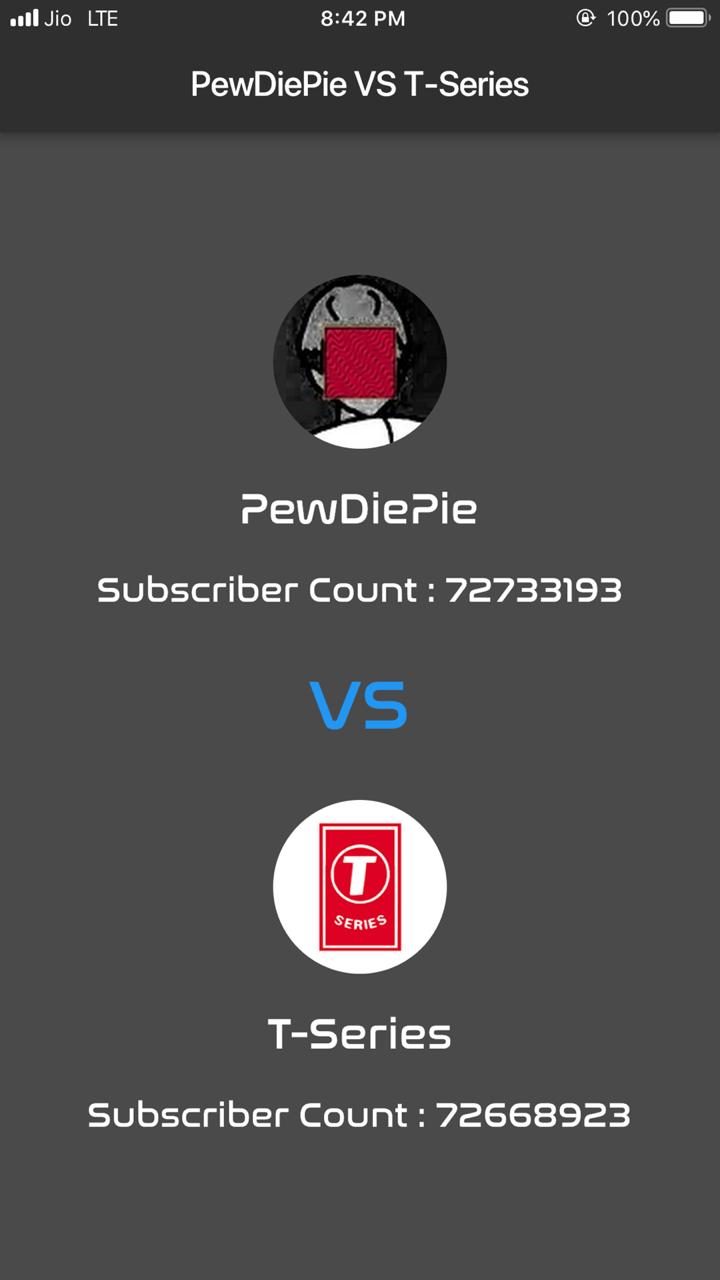 Jio LTE 8:42 PM 100%
PewDiePie VS T-Series
PewDiePie
Subscriber Count : 72733193
VS
T
SERIES
T-Series
Subscriber Count : 72668923